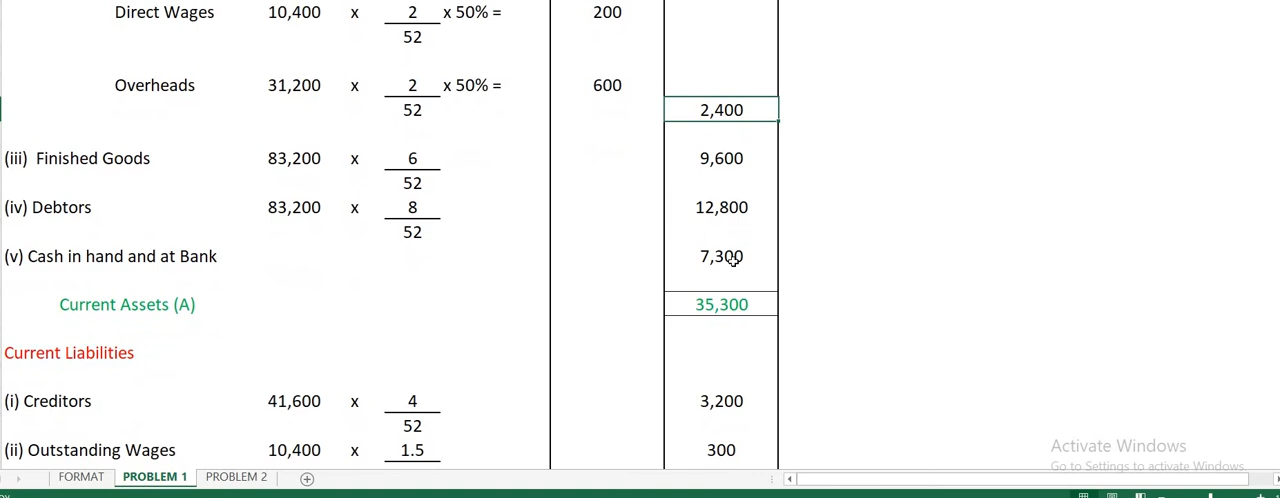 Direct Wages 10,400 x 2 x 50% = 200
52
Overheads 31,200 x 2 x 50% = 600
52 2,400
(iii) Finished Goods 83,200 x 6 9,600
52
(iv) Debtors 83,200 x 8 12,800
52
(v) Cash in hand and at Bank 7,300
Current Assets (A) 35,300
Current Liabilities
(i) Creditors 41,600 x 4 3,200
52
(ii) Outstanding Wages 10,400 x 1.5 300
Activate Windows
Go to Settings to activate Windows.
FORMAT PROBLEM 1 PROBLEM 2